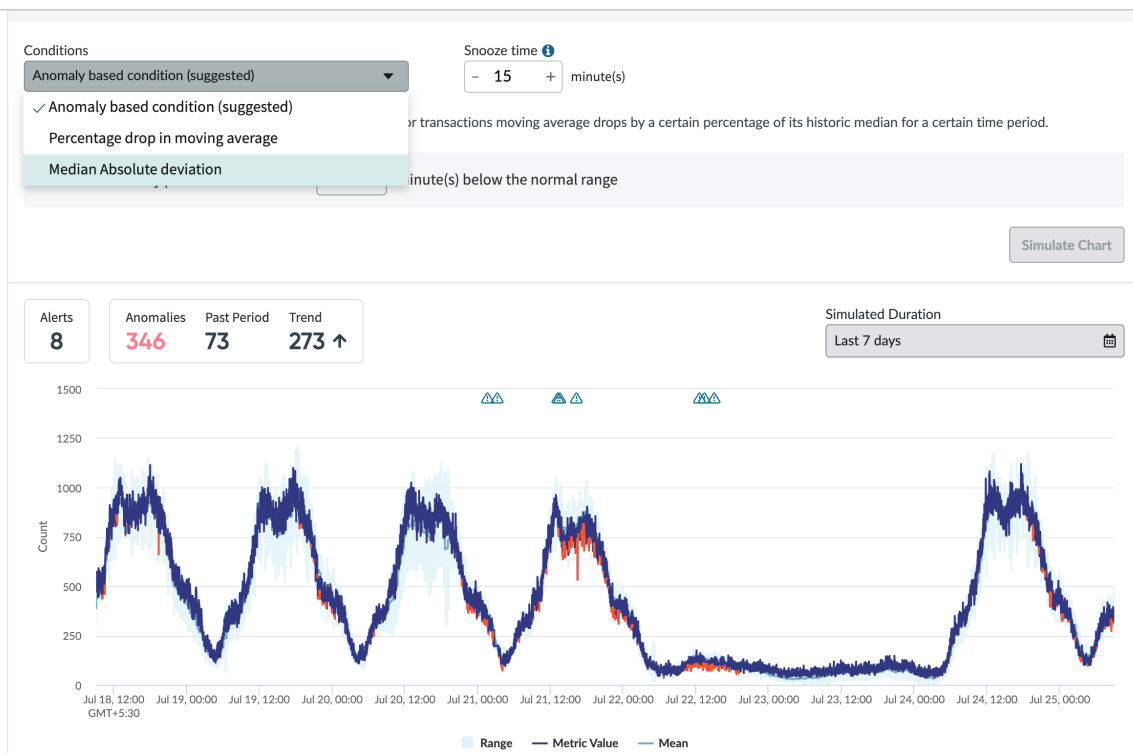 Conditions
Snooze time
Anomaly based condition (suggested)
- 15 + minute(s)
Anomaly based condition (suggested)
Percentage drop in moving average
Median Absolute deviation
or transactions moving average drops by a certain percentage of its historic median for a certain time period.
inute(s) below the normal range
Simulate Chart
Alerts
8
Anomalies Past Period Trend
346 73 273 ↑
Simulated Duration
Last 7 days
1500
1250
1000
750
500
250
0
Count
Jul 18, 12:00 Jul 19, 00:00 Jul 19, 12:00 Jul 20, 00:00 Jul 20, 12:00 Jul 21, 00:00 Jul 21, 12:00 Jul 22, 00:00 Jul 22, 12:00 Jul 23, 00:00 Jul 23, 12:00 Jul 24, 00:00 Jul 24, 12:00 Jul 25, 00:00
GMT+5:30
Range Metric Value Mean